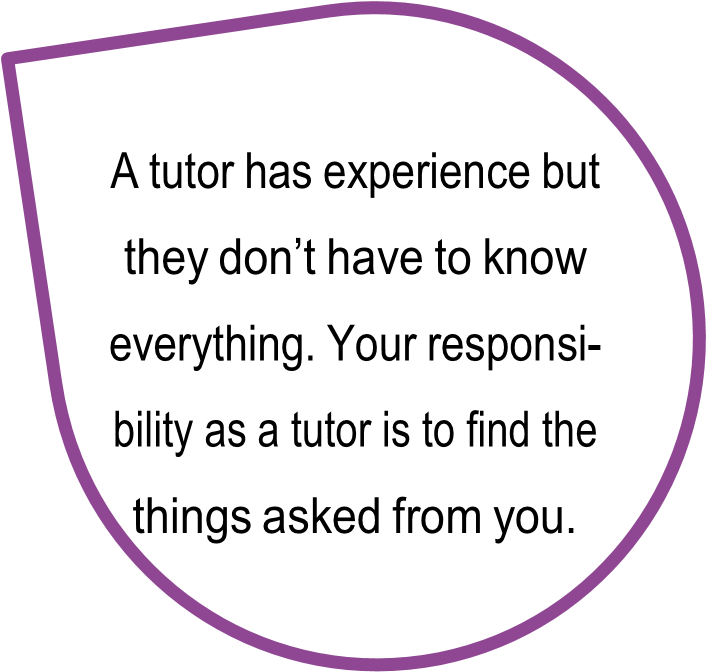 A tutor has experience but
they don’t have to know
everything. Your responsi-
bility as a tutor is to find the
things asked from you.